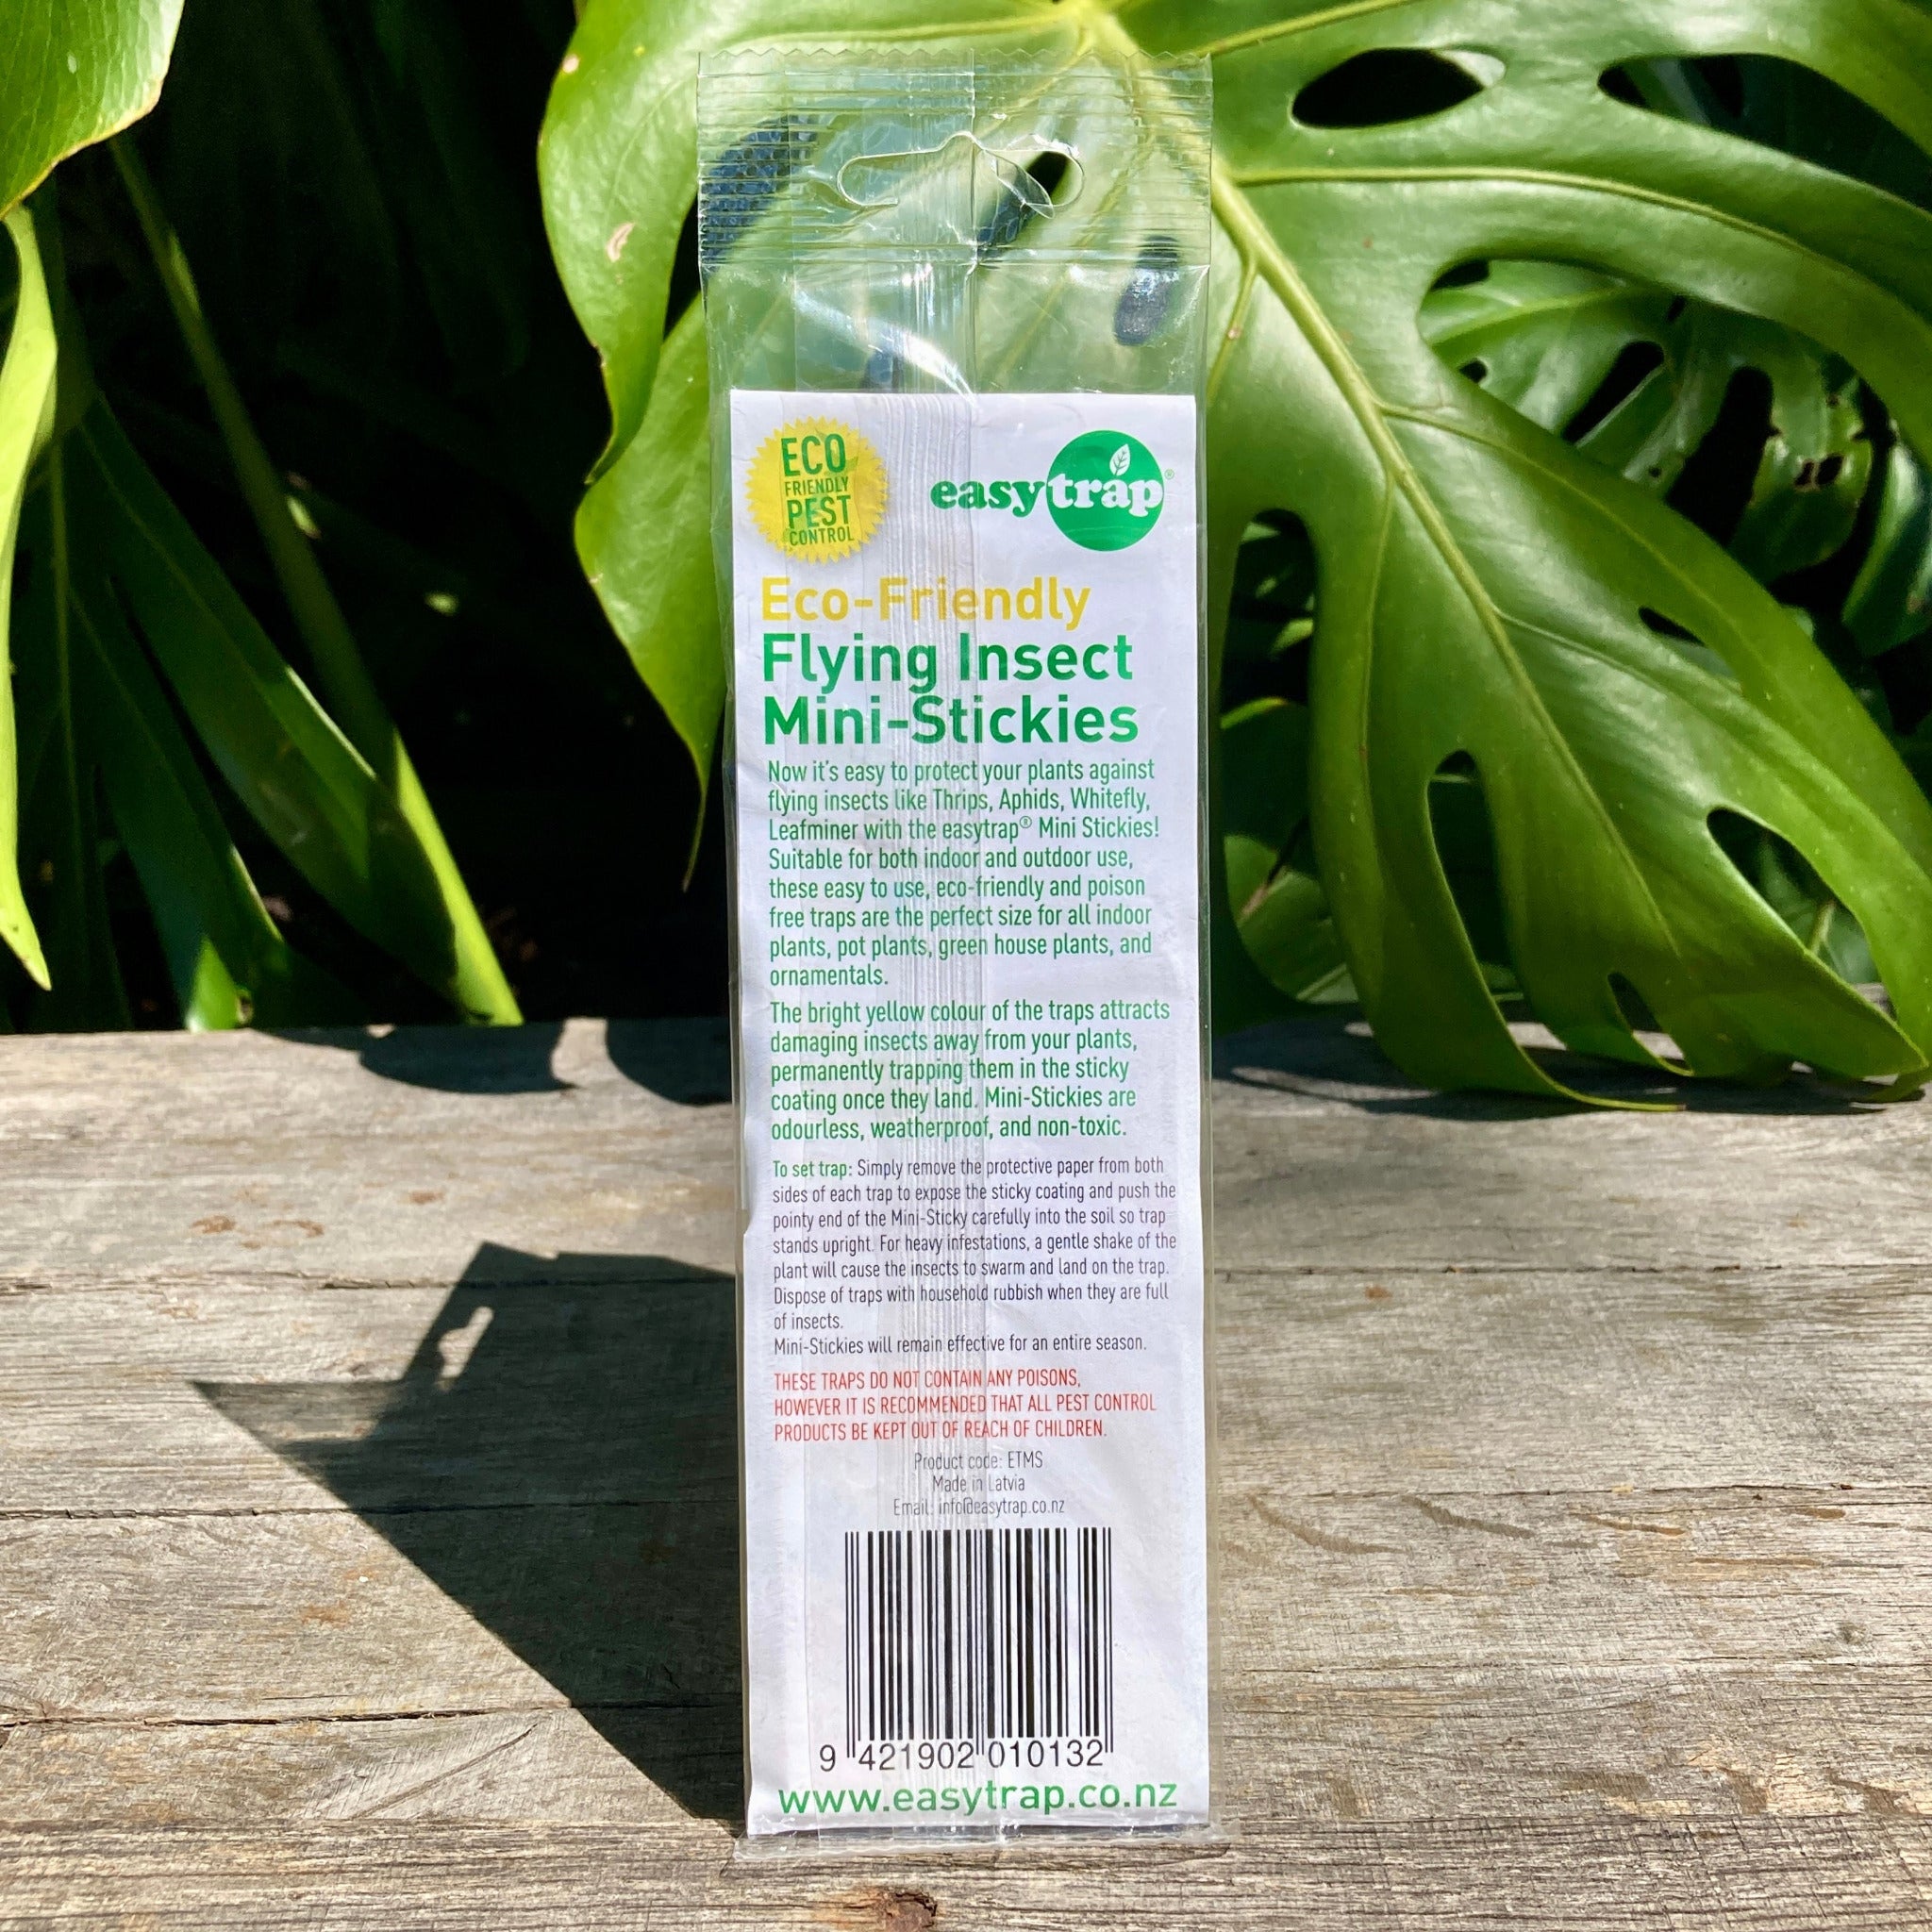 ECO
FRIENDLY
PEST
CONTROL
easytrap®
Eco-Friendly
Flying Insect
Mini-Stickies
Now it's easy to protect your plants against
flying insects like Thrips, Aphids, Whitefly,
Leafminer with the easytrap® Mini Stickies!
Suitable for both indoor and outdoor use,
these easy to use, eco-friendly and poison
free traps are the perfect size for all indoor
plants, pot plants, green house plants, and
ornamentals.
The bright yellow colour of the traps attracts
damaging insects away from your plants,
permanently trapping them in the sticky
coating once they land. Mini-Stickies are
odourless, weatherproof, and non-toxic.
To set trap: Simply remove the protective paper from both
sides of each trap to expose the sticky coating and push the
pointy end of the Mini-Sticky carefully into the soil so trap
stands upright. For heavy infestations, a gentle shake of the
plant will cause the insects to swarm and land on the trap.
Dispose of traps with household rubbish when they are full
of insects.
Mini-Stickies will remain effective for an entire season.
THESE TRAPS DO NOT CONTAIN ANY POISONS,
HOWEVER IT IS RECOMMENDED THAT ALL PEST CONTROL
PRODUCTS BE KEPT OUT OF REACH OF CHILDREN.
Product code: ETMS
Made in Latvia
Email: info@easytrap.co.nz
9 421902 010132
www.easytrap.co.nz